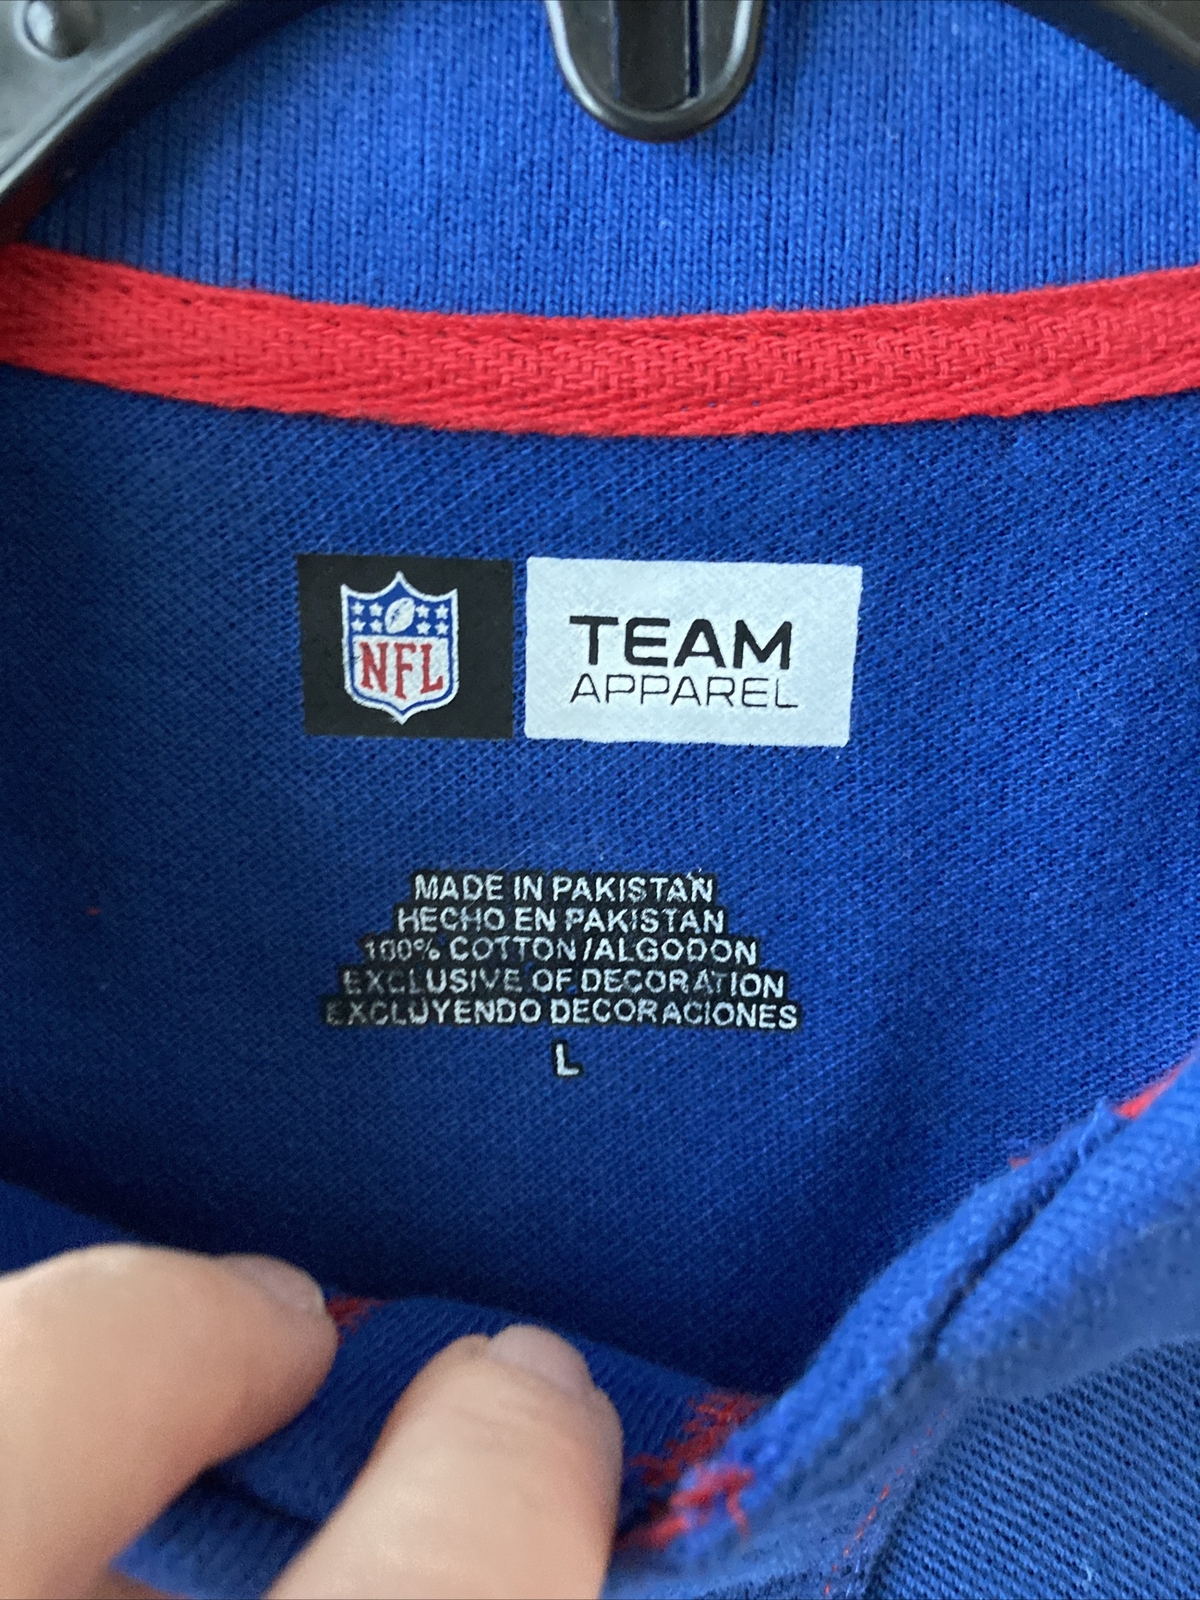 NFL
TEAM
APPAREL
MADE IN PAKISTAN
HECHO EN PAKISTAN
100% COTTON/ALGODON
EXCLUSIVE OF DECORATION
EXCLUYENDO DECORACIONES
L